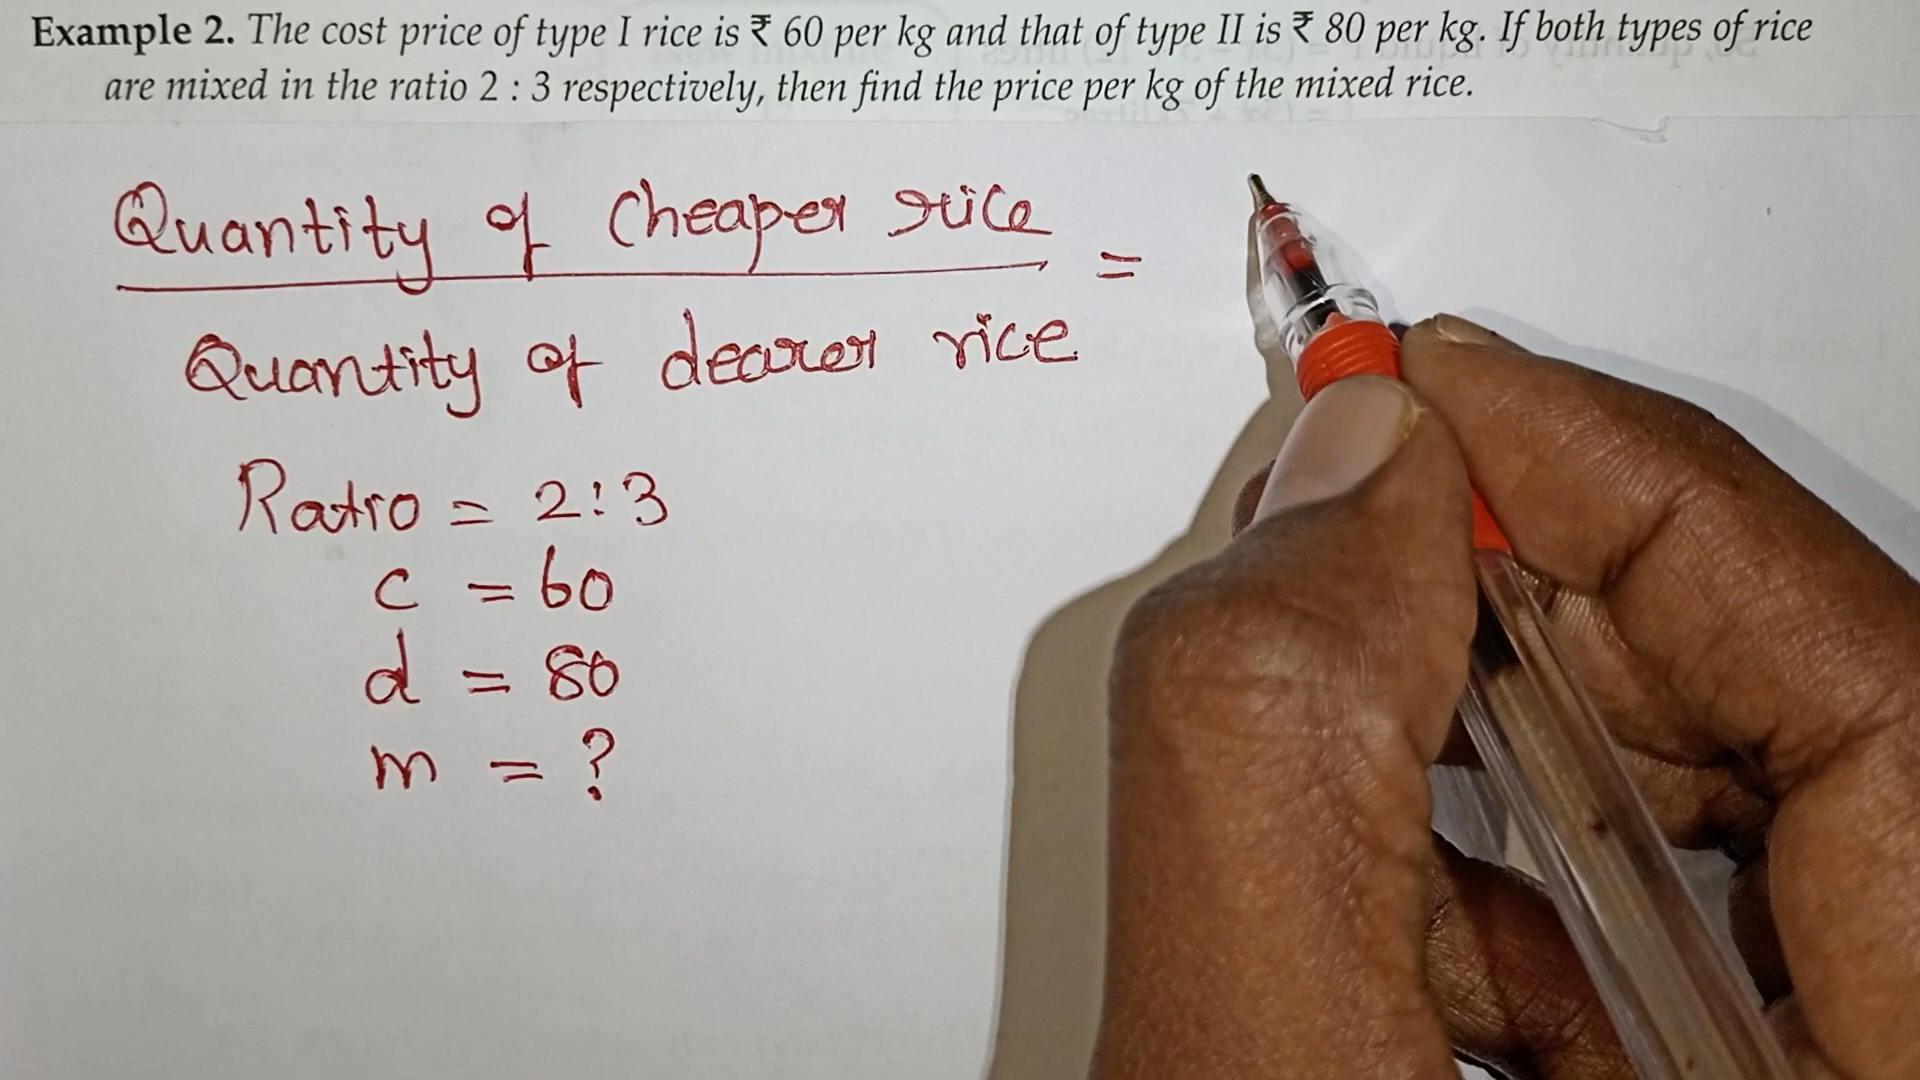 Example 2. The cost price of type I rice is ₹ 60 per kg and that of type II is ₹ 80 per kg. If both types of rice
are mixed in the ratio 2 : 3 respectively, then find the price per kg of the mixed rice.
Quantity of Cheaper rice
=
Quantity of dearer rice
Ratio = 2:3
c = 60
d = 80
m = ?